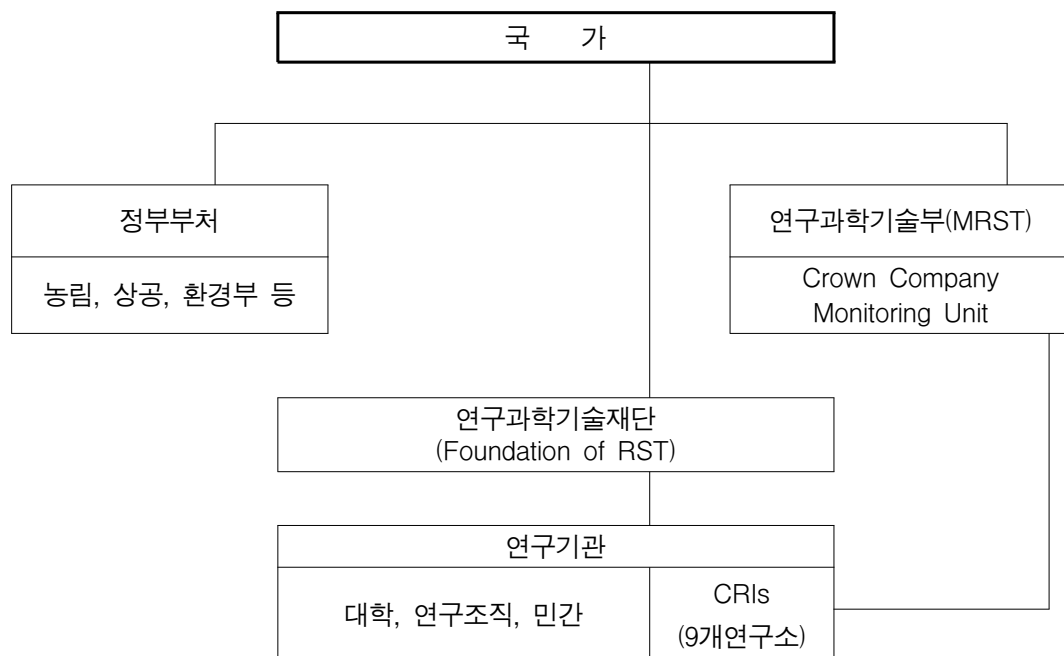 국 가
정부부처
농림, 상공, 환경부 등
연구과학기술부(MRST)
Crown Company
Monitoring Unit
연구과학기술재단
(Foundation of RST)
연구기관
대학, 연구조직, 민간
CRIs
(9개연구소)